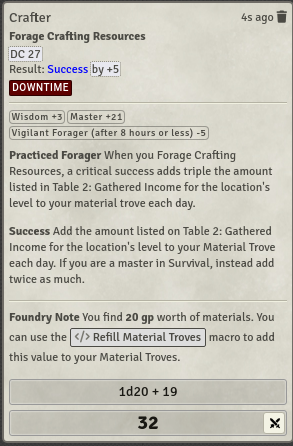 Crafter 4s ago
Forage Crafting Resources
DC 27
Result: Success by +5
DOWNTIME
Wisdom +3 Master +21
Vigilant Forager (after 8 hours or less) -5
Practiced Forager When you Forage Crafting
Resources, a critical success adds triple the amount
listed in Table 2: Gathered Income for the location's
level to your material trove each day.
Success Add the amount listed on Table 2: Gathered
Income for the location's level to your Material Trove
each day. If you are a master in Survival, instead add
twice as much.
Foundry Note You find 20 gp worth of materials. You
can use the </> Refill Material Troves macro to add
this value to your Material Troves.
1d20 + 19
32